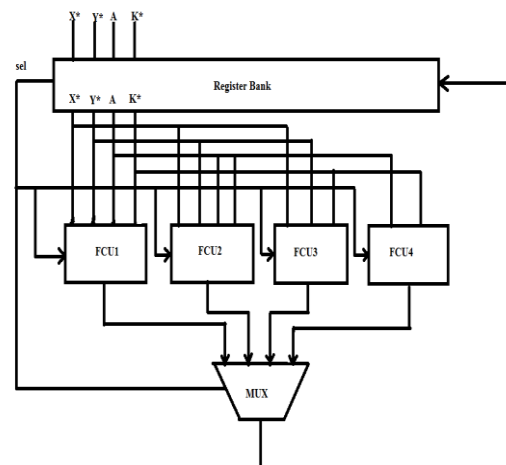 X* Y* A K*
sel
Register Bank
X* Y* A K*
FCU1 FCU2 FCU3 FCU4
MUX